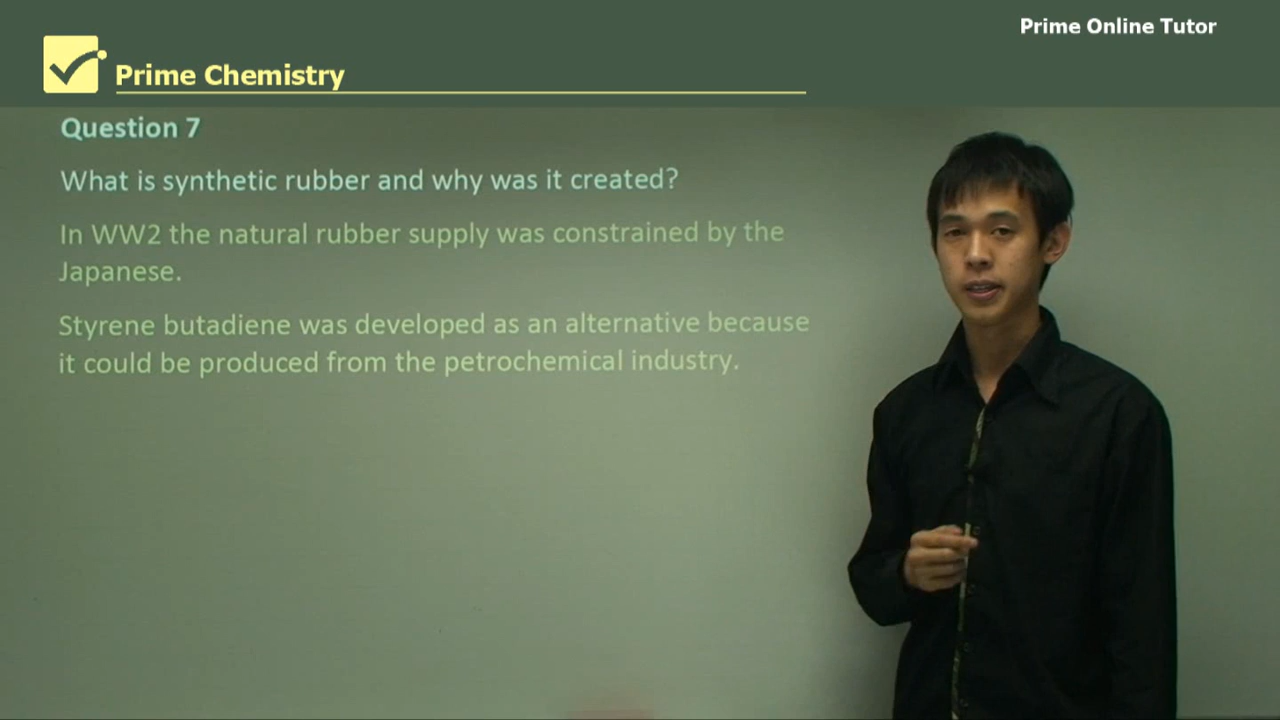 Prime Online Tutor
Prime Chemistry
Question 7
What is synthetic rubber and why was it created?
In WW2 the natural rubber supply was constrained by the
Japanese.
Styrene butadiene was developed as an alternative because
it could be produced from the petrochemical industry.